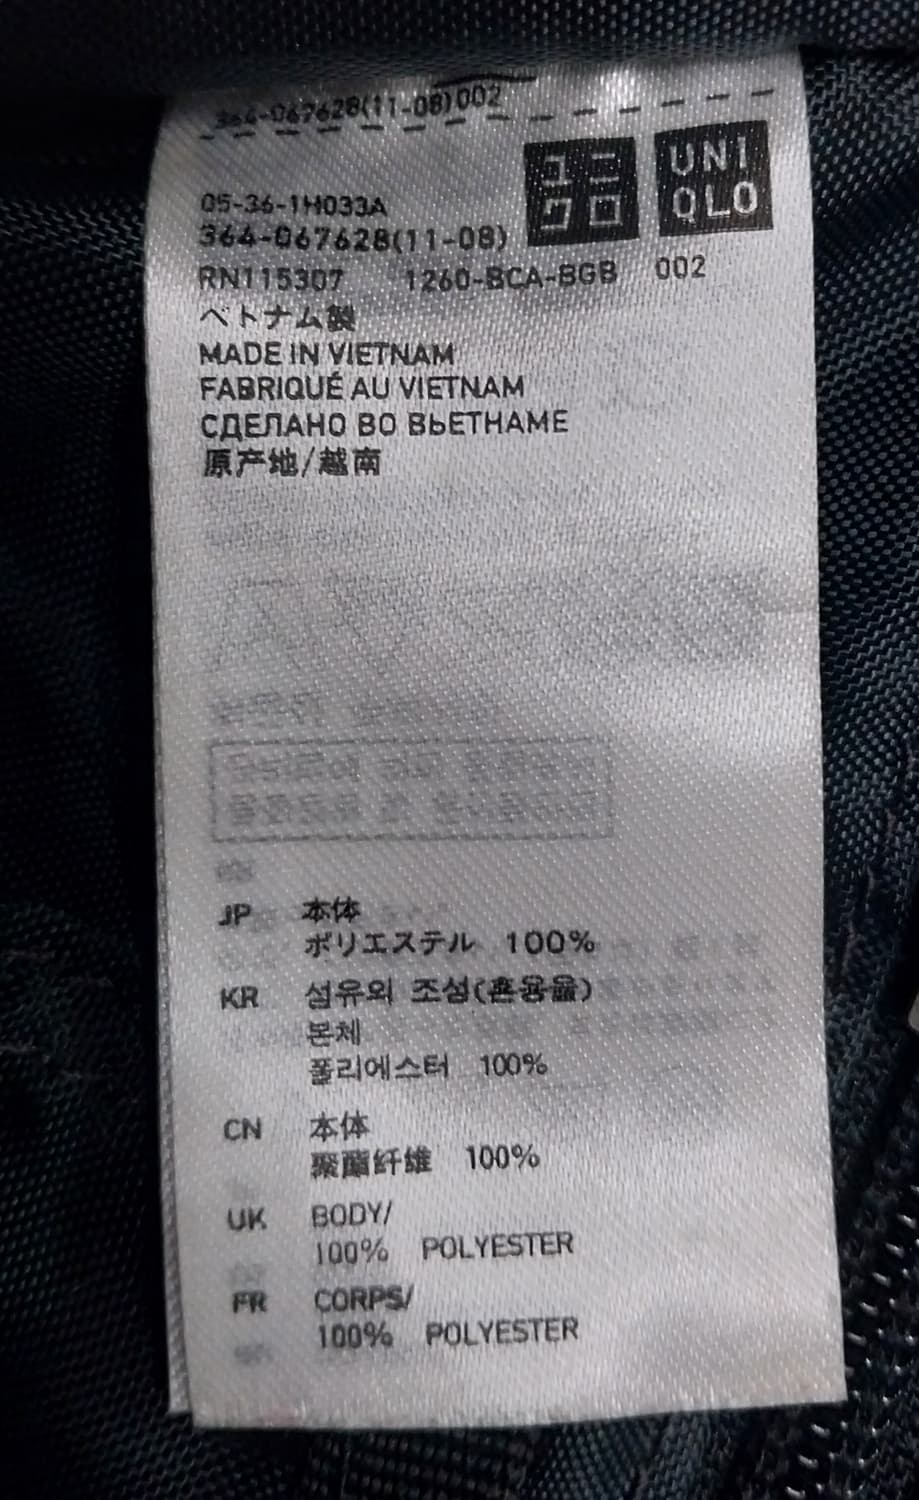 364-067628(11-08)002
ユニ
クロ
UNI
QLO
05-36-1H033A
364-067628(11-08)
RN115307 1260-BCA-BGB 002
ベトナム製
MADE IN VIETNAM
FABRIQUÉ AU VIETNAM
СДЕЛАНО ВО ВЬЕТНАМЕ
原产地/越南
JP 本体
ポリエステル 100%
KR 섬유의 조성(혼용율)
본체
폴리에스터 100%
CN 本体
聚酯纤维 100%
UK BODY/
100% POLYESTER
FR CORPS/
100% POLYESTER